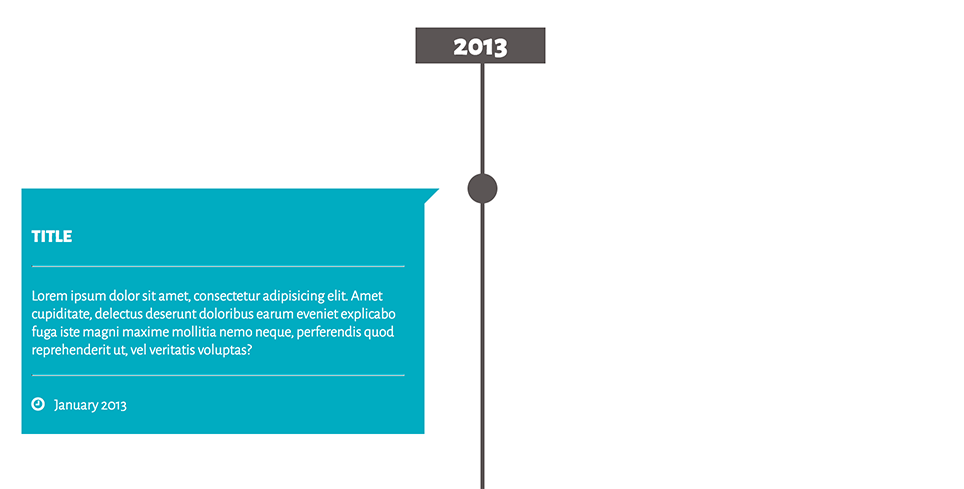 2013
TITLE
Lorem ipsum dolor sit amet, consectetur adipisicing elit. Amet
cupiditate, delectus deserunt doloribus earum eveniet explicabo
fuga iste magni maxime mollitia nemo neque, perferendis quod
reprehenderit ut, vel veritatis voluptas?
January 2013